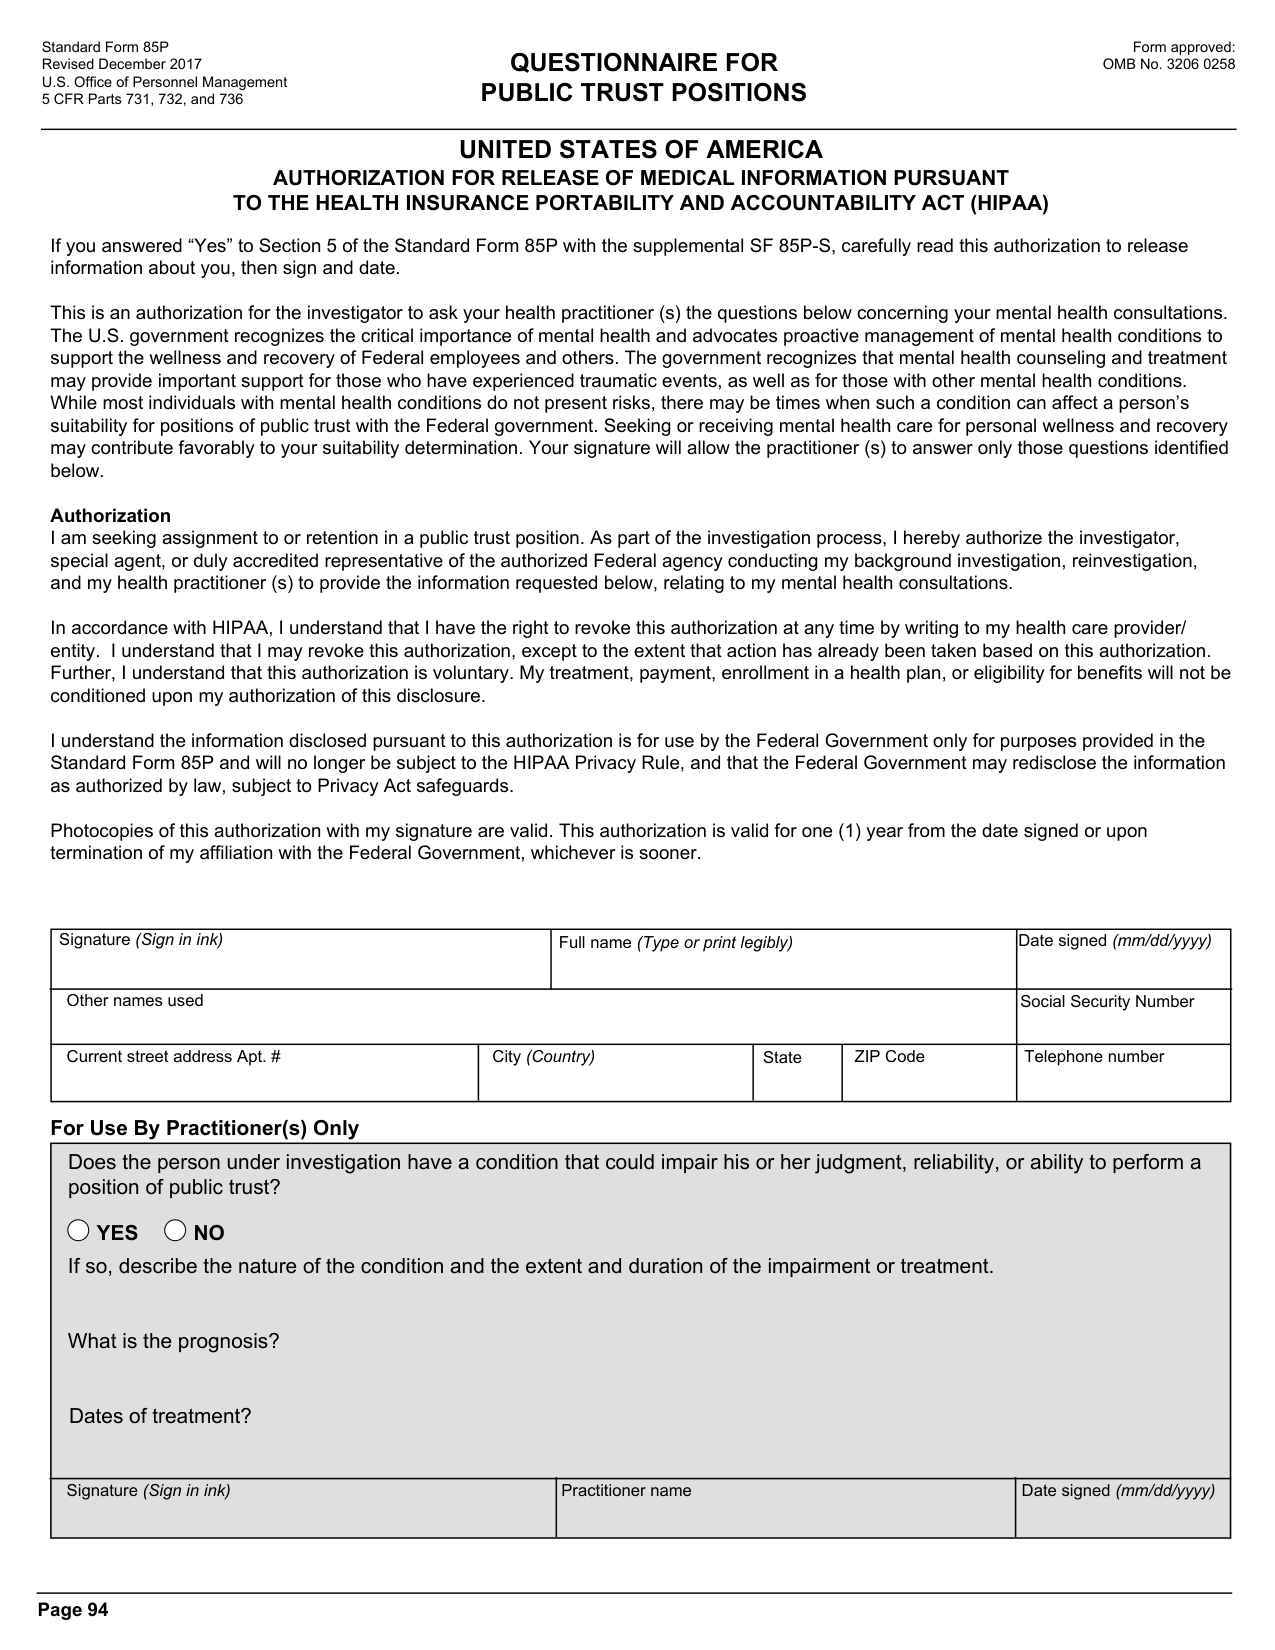 Standard Form 85P
Revised December 2017
U.S. Office of Personnel Management
5 CFR Parts 731, 732, and 736
QUESTIONNAIRE FOR
PUBLIC TRUST POSITIONS
Form approved:
OMB No. 3206 0258
UNITED STATES OF AMERICA
AUTHORIZATION FOR RELEASE OF MEDICAL INFORMATION PURSUANT
TO THE HEALTH INSURANCE PORTABILITY AND ACCOUNTABILITY ACT (HIPAA)
If you answered “Yes” to Section 5 of the Standard Form 85P with the supplemental SF 85P-S, carefully read this authorization to release
information about you, then sign and date.
This is an authorization for the investigator to ask your health practitioner (s) the questions below concerning your mental health consultations.
The U.S. government recognizes the critical importance of mental health and advocates proactive management of mental health conditions to
support the wellness and recovery of Federal employees and others. The government recognizes that mental health counseling and treatment
may provide important support for those who have experienced traumatic events, as well as for those with other mental health conditions.
While most individuals with mental health conditions do not present risks, there may be times when such a condition can affect a person’s
suitability for positions of public trust with the Federal government. Seeking or receiving mental health care for personal wellness and recovery
may contribute favorably to your suitability determination. Your signature will allow the practitioner (s) to answer only those questions identified
below.
Authorization
I am seeking assignment to or retention in a public trust position. As part of the investigation process, I hereby authorize the investigator,
special agent, or duly accredited representative of the authorized Federal agency conducting my background investigation, reinvestigation,
and my health practitioner (s) to provide the information requested below, relating to my mental health consultations.
In accordance with HIPAA, I understand that I have the right to revoke this authorization at any time by writing to my health care provider/
entity.  I understand that I may revoke this authorization, except to the extent that action has already been taken based on this authorization.
Further, I understand that this authorization is voluntary. My treatment, payment, enrollment in a health plan, or eligibility for benefits will not be
conditioned upon my authorization of this disclosure.
I understand the information disclosed pursuant to this authorization is for use by the Federal Government only for purposes provided in the
Standard Form 85P and will no longer be subject to the HIPAA Privacy Rule, and that the Federal Government may redisclose the information
as authorized by law, subject to Privacy Act safeguards.
Photocopies of this authorization with my signature are valid. This authorization is valid for one (1) year from the date signed or upon
termination of my affiliation with the Federal Government, whichever is sooner.
Signature (Sign in ink)
Full name (Type or print legibly)
Date signed (mm/dd/yyyy)
Other names used
Social Security Number
Current street address Apt. #
City (Country)
State
ZIP Code
Telephone number
For Use By Practitioner(s) Only
Does the person under investigation have a condition that could impair his or her judgment, reliability, or ability to perform a
position of public trust?
YES NO
If so, describe the nature of the condition and the extent and duration of the impairment or treatment.
What is the prognosis?
Dates of treatment?
Signature (Sign in ink)
Practitioner name
Date signed (mm/dd/yyyy)
Page 94